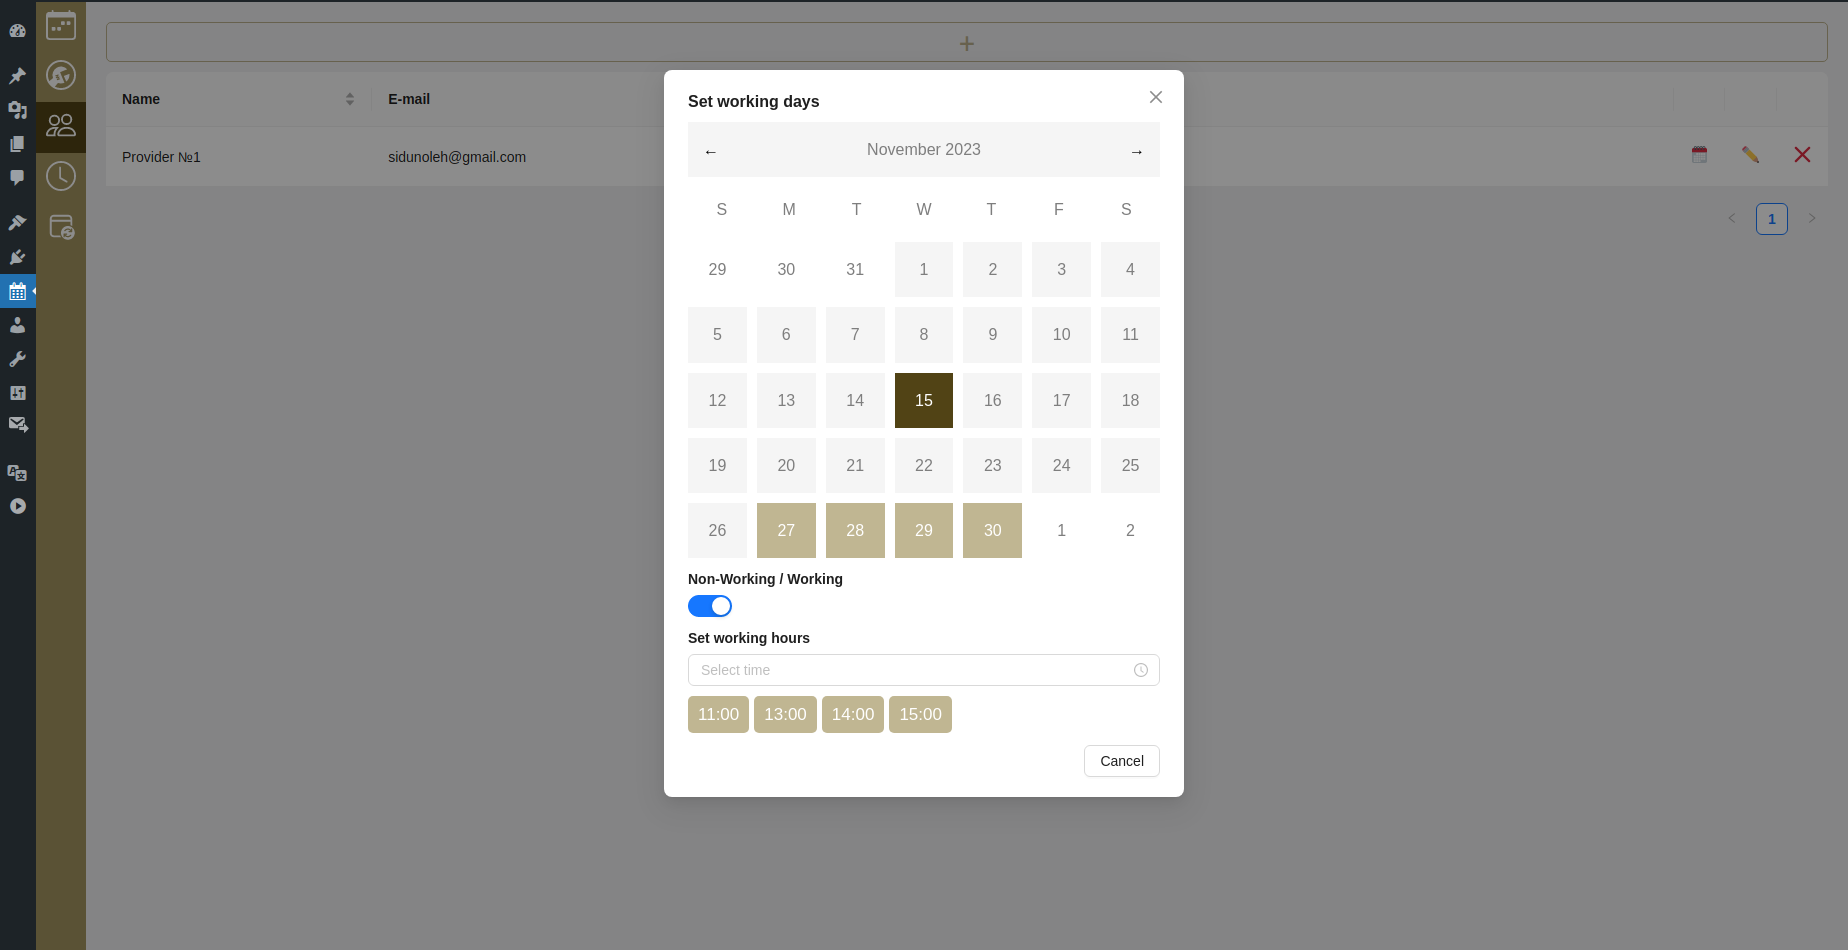 +
Name
E-mail
Provider №1
sidunoleh@gmail.com
1
Set working days
← November 2023 →
S M T W T F S
29 30 31 1 2 3 4
5 6 7 8 9 10 11
12 13 14 15 16 17 18
19 20 21 22 23 24 25
26 27 28 29 30 1 2
Non-Working / Working
Set working hours
Select time
11:00 13:00 14:00 15:00
Cancel